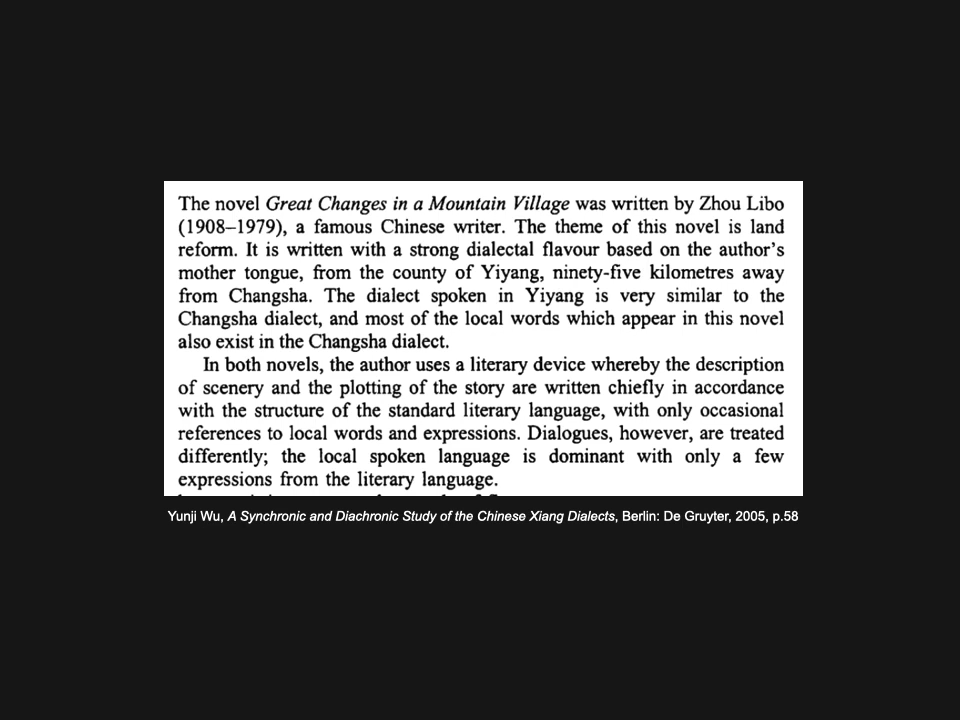 The novel Great Changes in a Mountain Village was written by Zhou Libo
(1908–1979), a famous Chinese writer. The theme of this novel is land
reform. It is written with a strong dialectal flavour based on the author's
mother tongue, from the county of Yiyang, ninety-five kilometres away
from Changsha. The dialect spoken in Yiyang is very similar to the
Changsha dialect, and most of the local words which appear in this novel
also exist in the Changsha dialect.
In both novels, the author uses a literary device whereby the description
of scenery and the plotting of the story are written chiefly in accordance
with the structure of the standard literary language, with only occasional
references to local words and expressions. Dialogues, however, are treated
differently; the local spoken language is dominant with only a few
expressions from the literary language.
Yunji Wu, A Synchronic and Diachronic Study of the Chinese Xiang Dialects, Berlin: De Gruyter, 2005, p.58